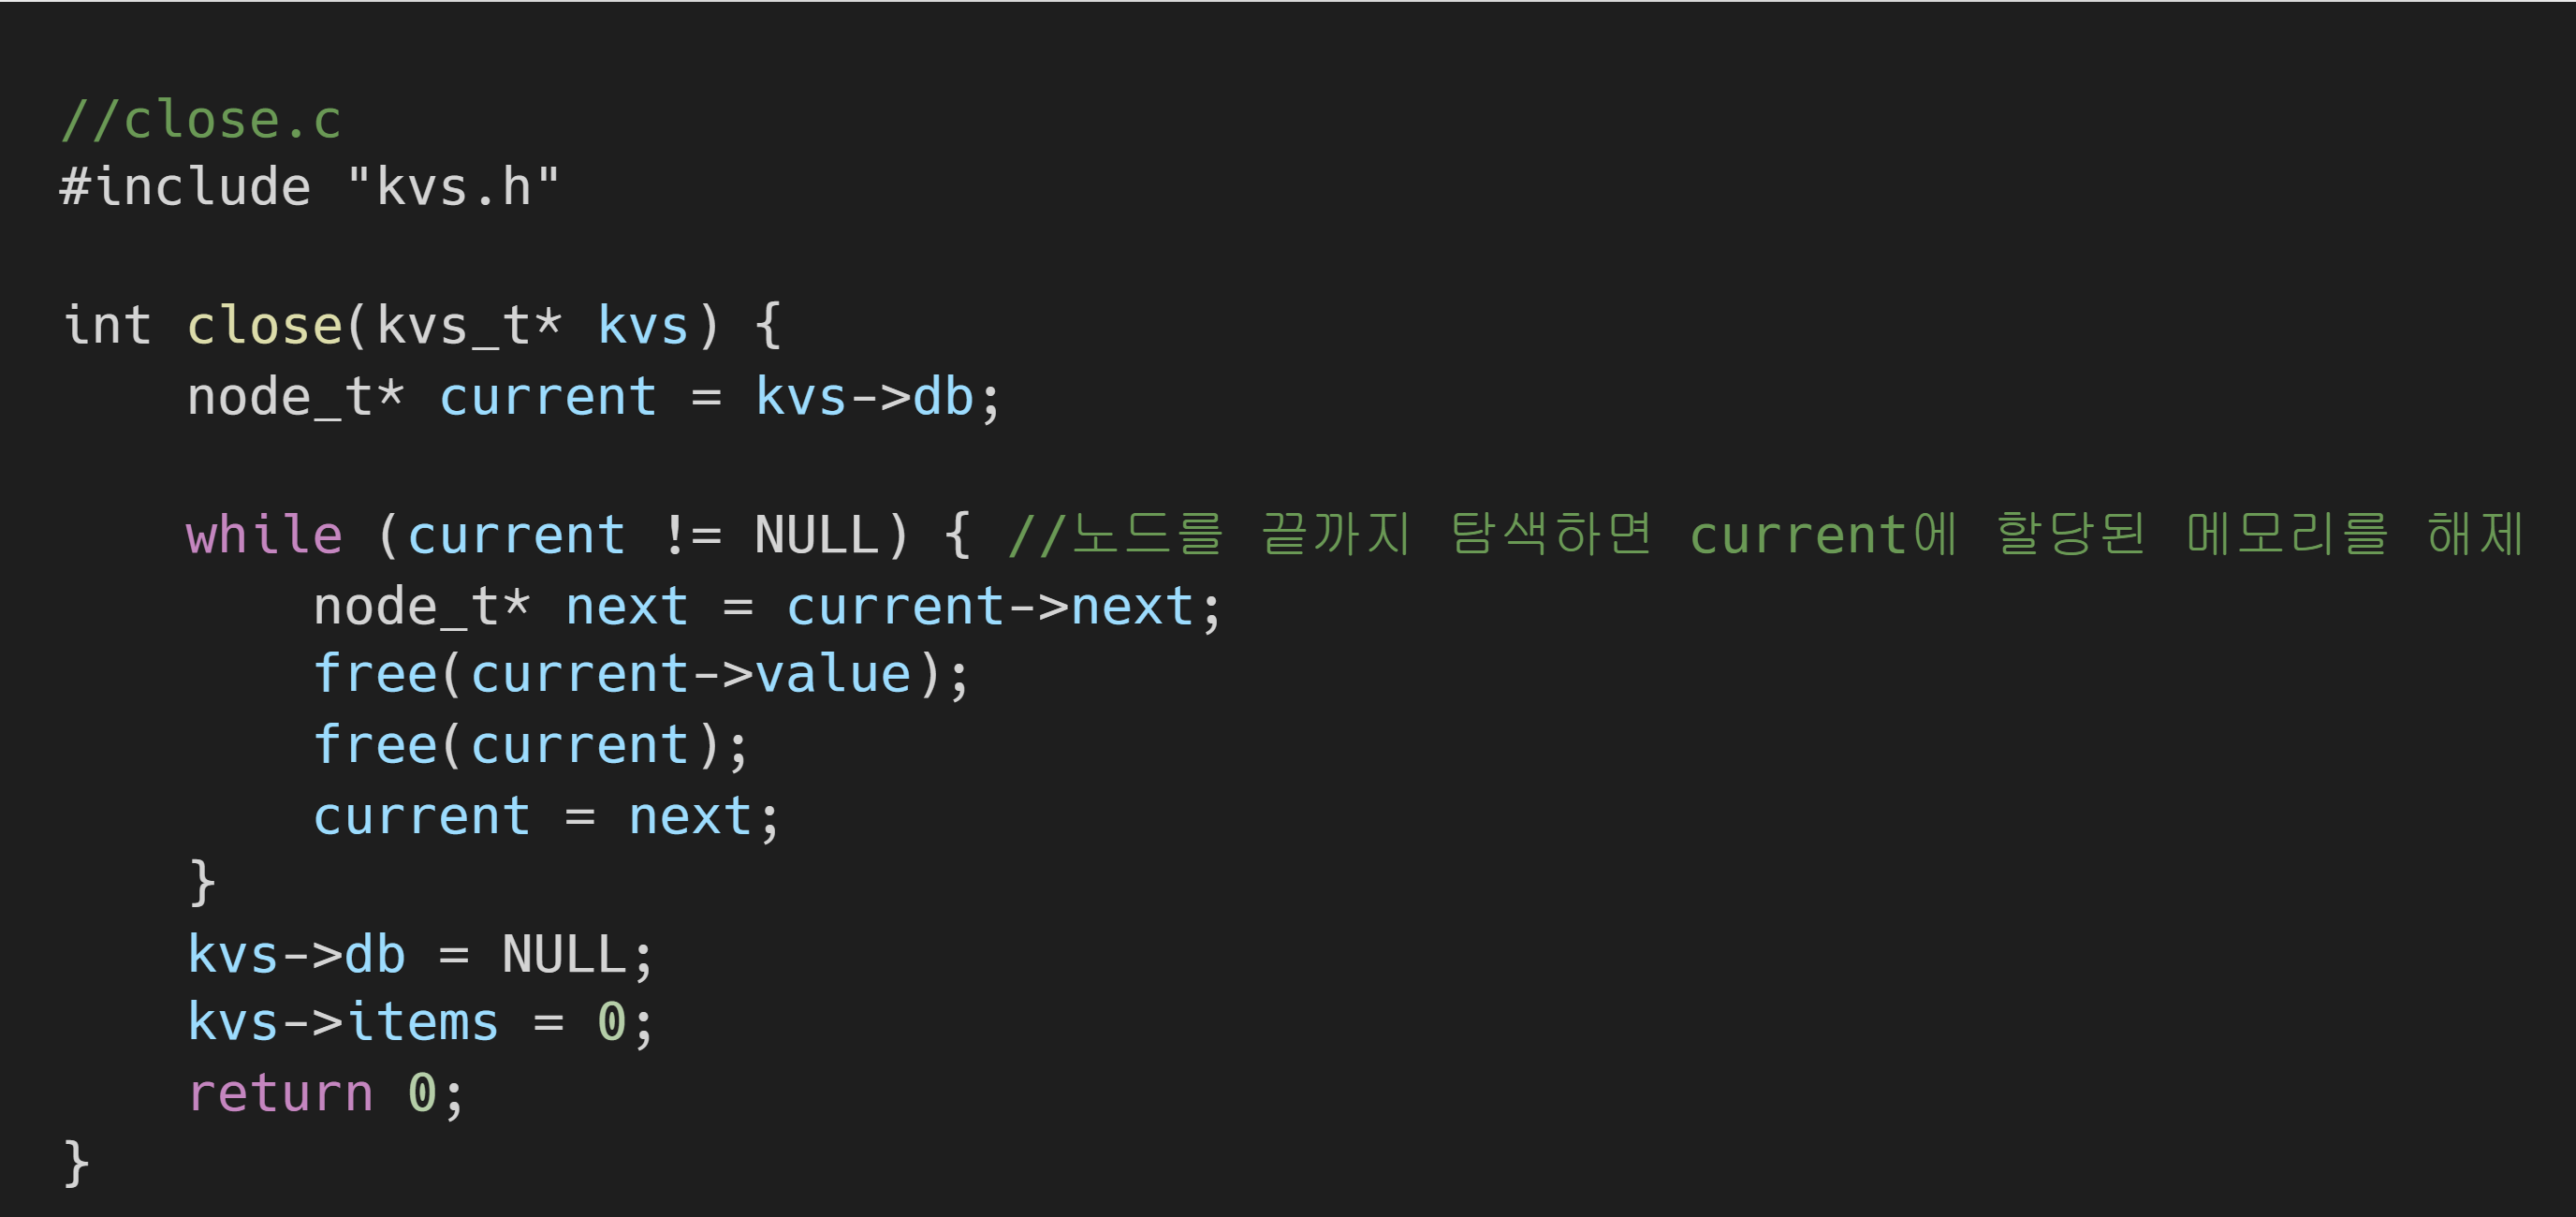 //close.c
#include "kvs.h"
int close(kvs_t* kvs) {
node_t* current = kvs->db;
while (current != NULL) { //노드를 끝까지 탐색하면 current에 할당된 메모리를 해제
node_t* next = current->next;
free(current->value);
free(current);
current = next;
}
kvs->db = NULL;
kvs->items = 0;
return 0;
}